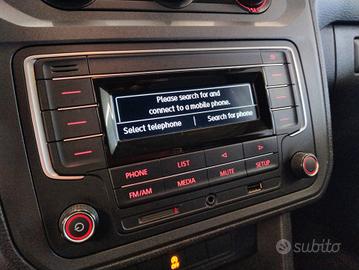 Please search for and
connect to a mobile phone.
Select telephone
Search for phone
PHONE LIST SETUP
FM/AM MEDIA MUTE
OFF
subito